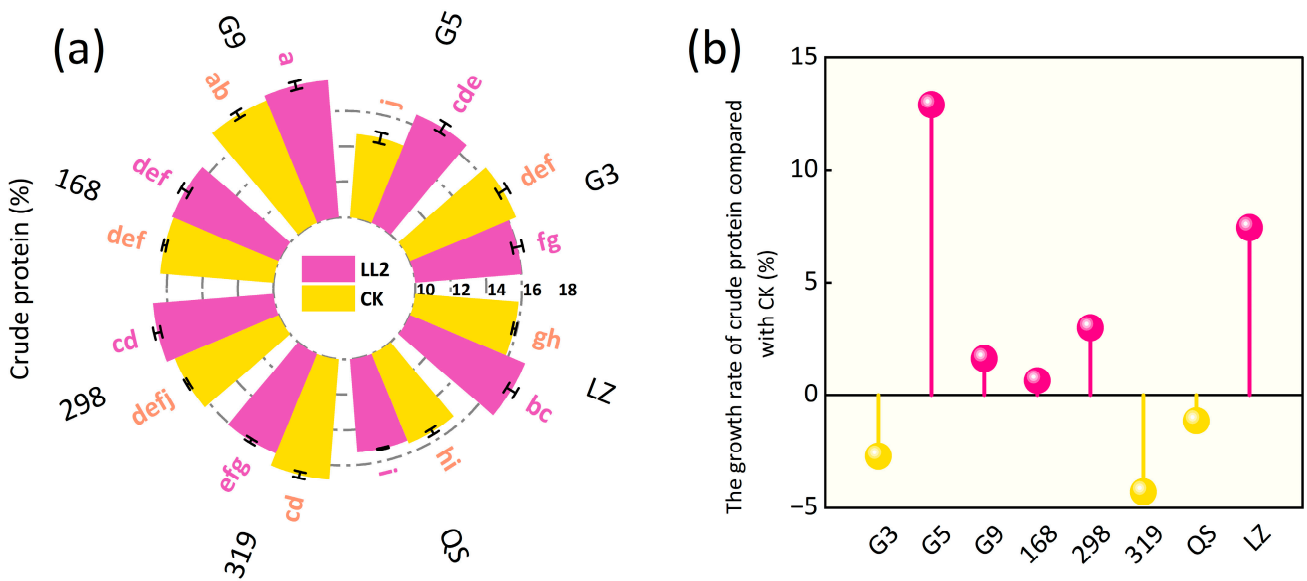 (a)
G9
G5
a
ab
j
cde
def
168
def
def
G3
fg
Crude protein (%)
LL2
CK
10 12 14 16 18
cd
gh
LZ
298
defj
bc
efg
i
hi
cd
319
QS
(b)
The growth rate of crude protein compared
with CK (%)
15
10
5
0
−5
G3 G5 G9 168 298 319 QS LZ